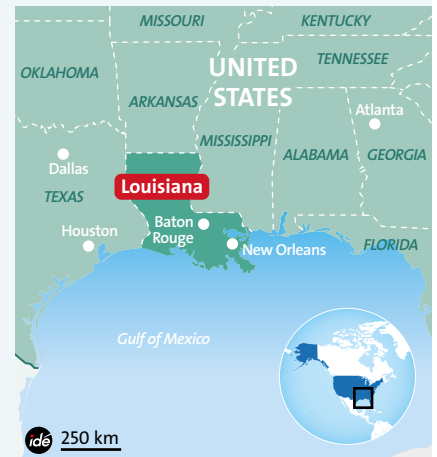 MISSOURI
KENTUCKY
UNITED
STATES
TENNESSEE
OKLAHOMA
ARKANSAS
Atlanta
MISSISSIPPI
ALABAMA
GEORGIA
Dallas
TEXAS
Louisiana
Baton
Rouge
Houston
New Orleans
FLORIDA
Gulf of Mexico
idé
250 km